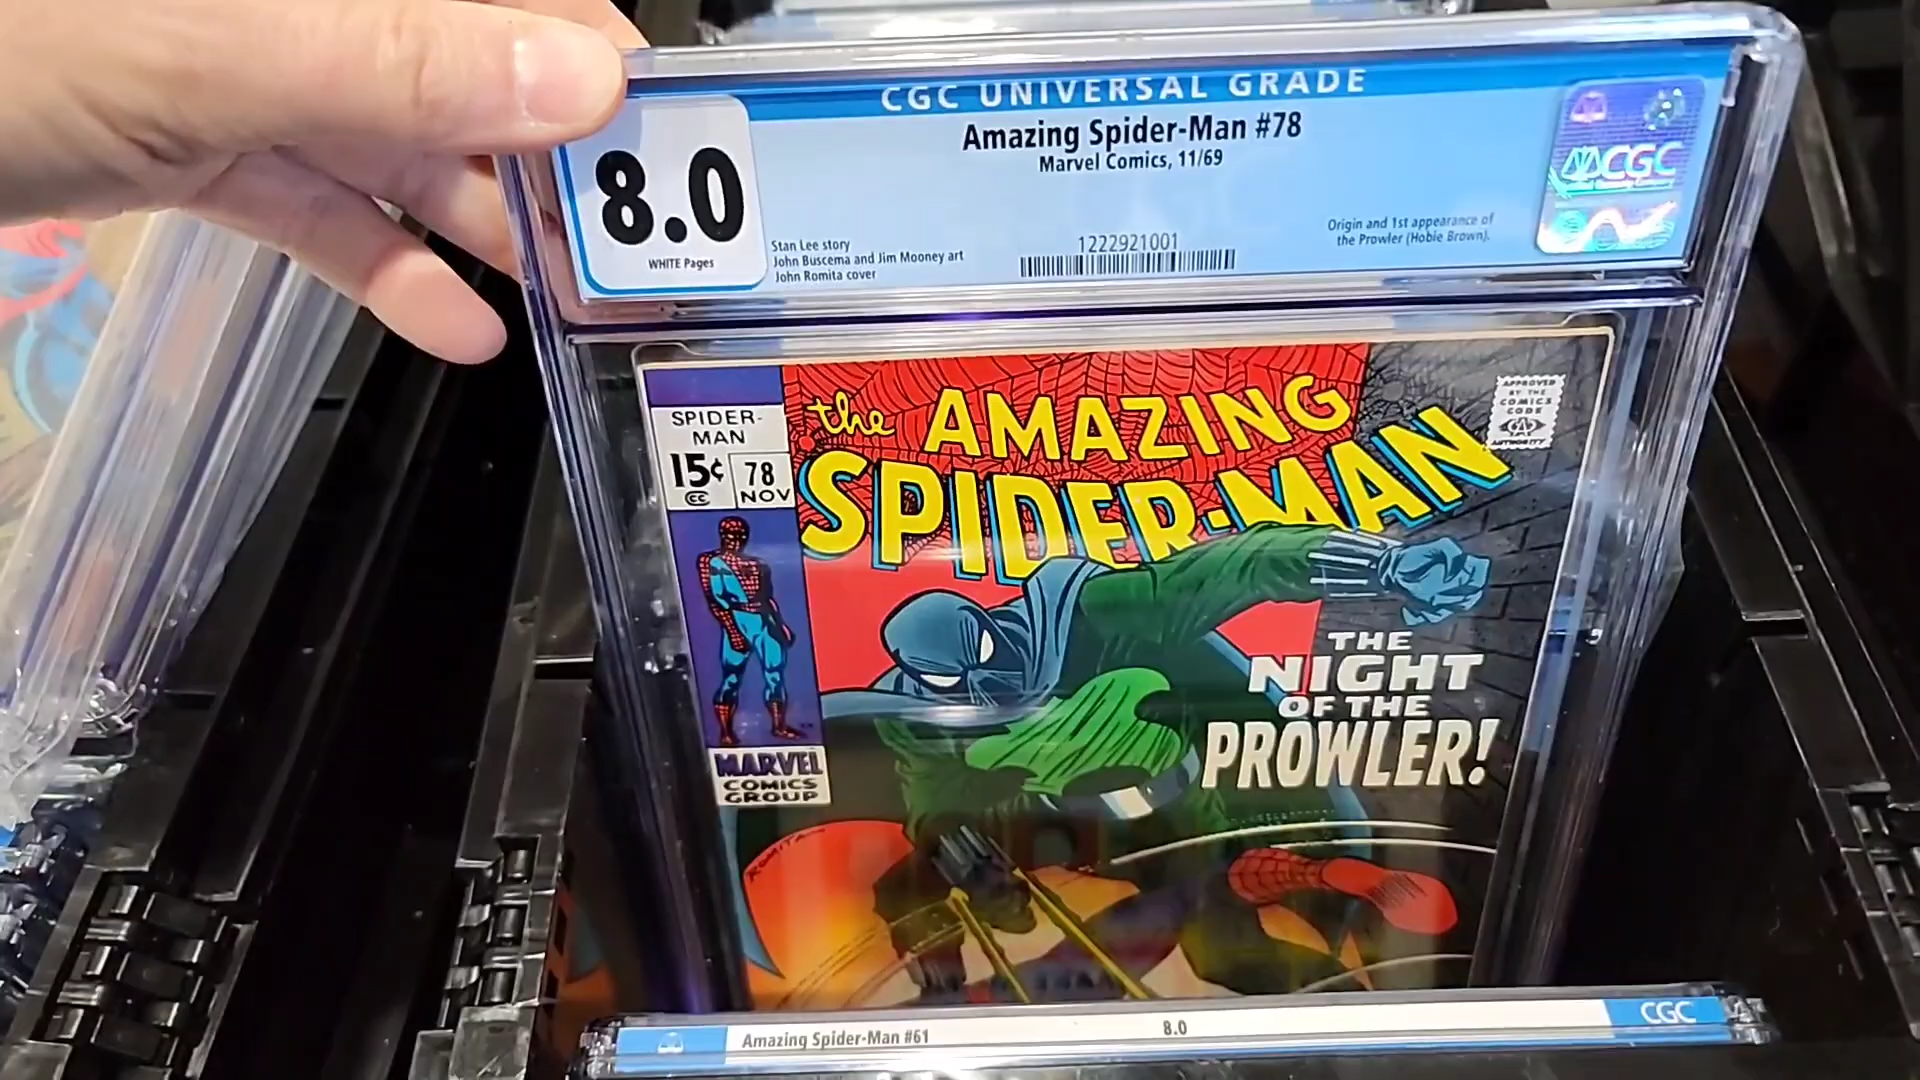 CGC UNIVERSAL GRADE
Amazing Spider-Man #78
Marvel Comics, 11/69
8.0
WHITE Pages
Stan Lee story
John Buscema and Jim Mooney art
John Romita cover
1222921001
Origin and 1st appearance of
the Prowler (Hobie Brown).
CGC
SPIDER-
MAN
15¢
CC
78
NOV
the AMAZING
SPIDER-MAN
APPROVED
BY THE
COMICS
CODE
CA
AUTHORITY
THE
NIGHT
OF THE
PROWLER!
MARVEL
COMICS
GROUP
ROMITA
Amazing Spider-Man #61
8.0
CGC